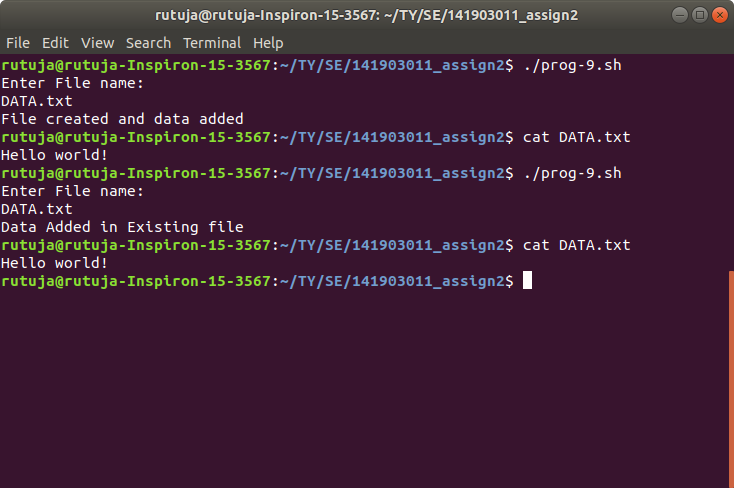 rutuja@rutuja-Inspiron-15-3567: ~/TY/SE/141903011_assign2
File Edit View Search Terminal Help
rutuja@rutuja-Inspiron-15-3567:~/TY/SE/141903011_assign2$ ./prog-9.sh
Enter File name:
DATA.txt
File created and data added
rutuja@rutuja-Inspiron-15-3567:~/TY/SE/141903011_assign2$ cat DATA.txt
Hello world!
rutuja@rutuja-Inspiron-15-3567:~/TY/SE/141903011_assign2$ ./prog-9.sh
Enter File name:
DATA.txt
Data Added in Existing file
rutuja@rutuja-Inspiron-15-3567:~/TY/SE/141903011_assign2$ cat DATA.txt
Hello world!
rutuja@rutuja-Inspiron-15-3567:~/TY/SE/141903011_assign2$